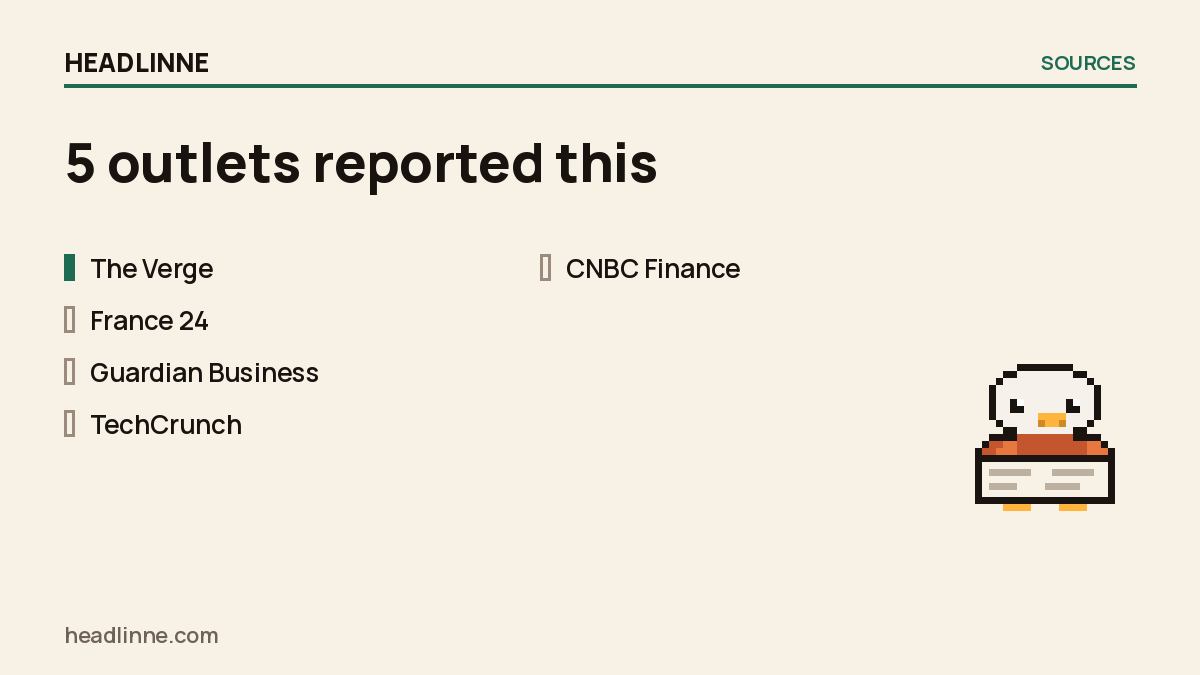 HEADLINNE
SOURCES
5 outlets reported this
The Verge
France 24
Guardian Business
TechCrunch
CNBC Finance
headlinne.com